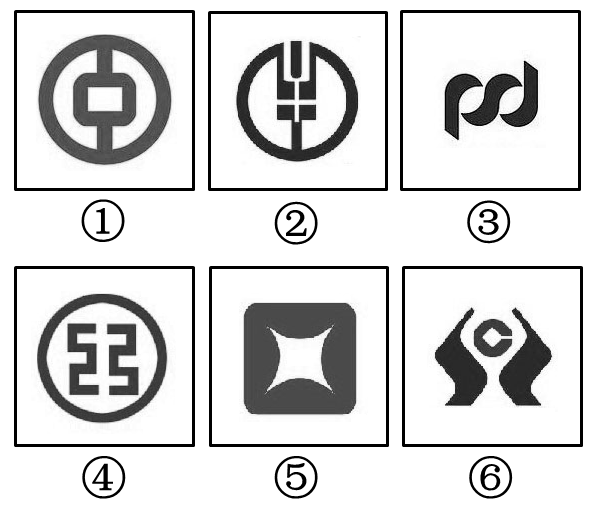 ① ② ③
④ ⑤ ⑥